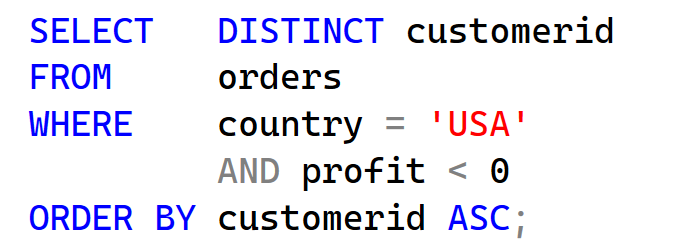 SELECT   DISTINCT customerid
FROM     orders
WHERE    country = 'USA'
         AND profit < 0
ORDER BY customerid ASC;